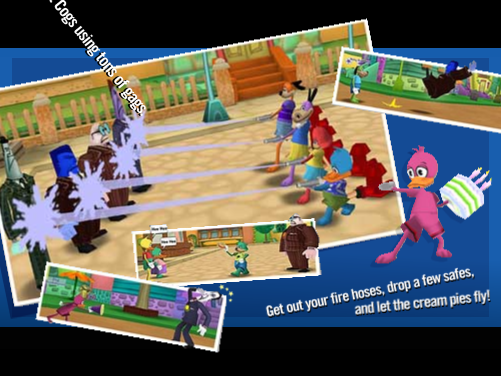 Cogs using tons of gags.
Get out your fire hoses, drop a few safes,
and let the cream pies fly!